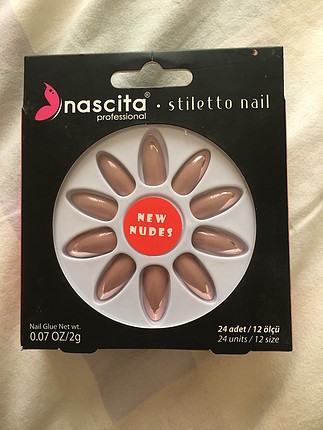 nascita® • stiletto nail
professional
NEW
NUDES
Nail Glue Net wt.
0.07 OZ/2g
24 adet / 12 ölçü
24 units / 12 size